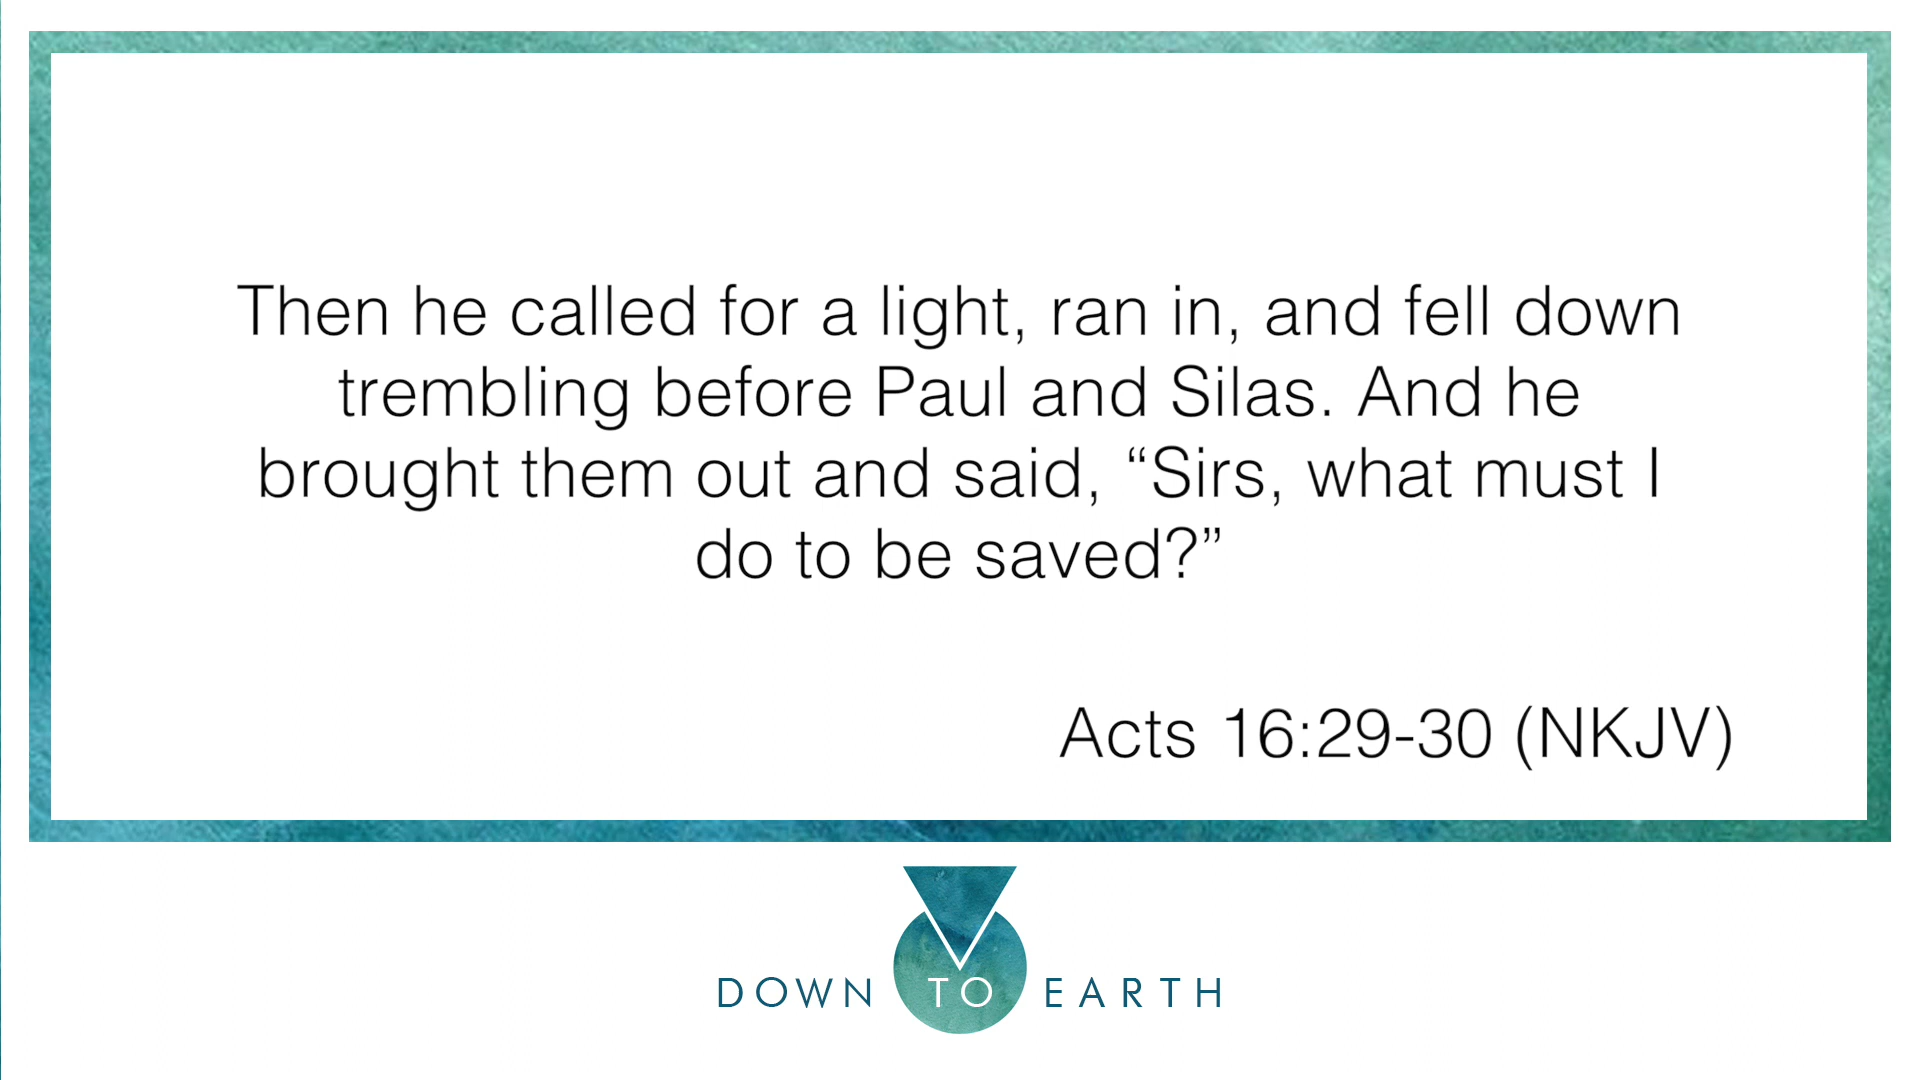 Then he called for a light, ran in, and fell down
trembling before Paul and Silas. And he
brought them out and said, “Sirs, what must I
do to be saved?”
Acts 16:29-30 (NKJV)
DOWN TO EARTH